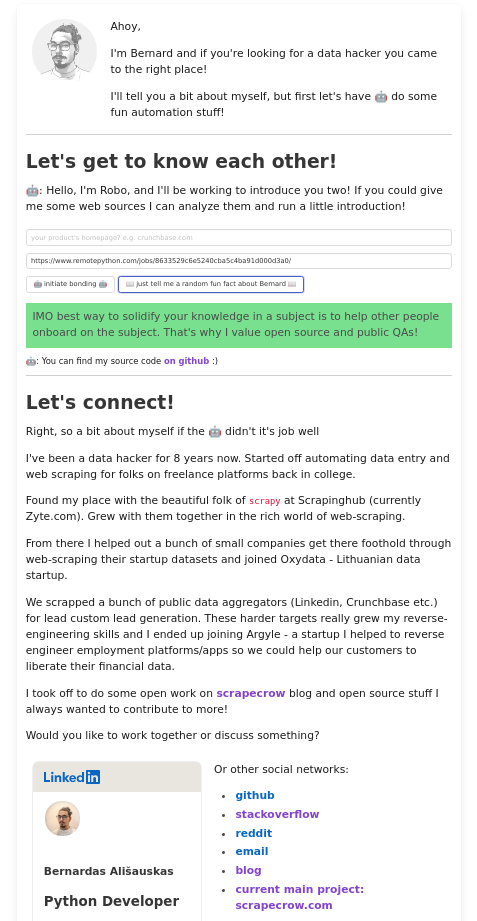 Ahoy,
I'm Bernard and if you're looking for a data hacker you came
to the right place!
I'll tell you a bit about myself, but first let's have 🤖 do some
fun automation stuff!
Let's get to know each other!
🤖: Hello, I'm Robo, and I'll be working to introduce you two! If you could give
me some web sources I can analyze them and run a little introduction!
your product's homepage? e.g. crunchbase.com
https://www.remotepython.com/jobs/8633529c6e5240cba5c4ba91d000d3a0/
🤖 initiate bonding 🤖 📖 just tell me a random fun fact about Bernard 📖
IMO best way to solidify your knowledge in a subject is to help other people
onboard on the subject. That's why I value open source and public QAs!
🤖: You can find my source code on github :)
Let's connect!
Right, so a bit about myself if the 🤖 didn't it's job well
I've been a data hacker for 8 years now. Started off automating data entry and
web scraping for folks on freelance platforms back in college.
Found my place with the beautiful folk of scrapy at Scrapinghub (currently
Zyte.com). Grew with them together in the rich world of web-scraping.
From there I helped out a bunch of small companies get there foothold through
web-scraping their startup datasets and joined Oxydata - Lithuanian data
startup.
We scrapped a bunch of public data aggregators (Linkedin, Crunchbase etc.)
for lead custom lead generation. These harder targets really grew my reverse-
engineering skills and I ended up joining Argyle - a startup I helped to reverse
engineer employment platforms/apps so we could help our customers to
liberate their financial data.
I took off to do some open work on scrapecrow blog and open source stuff I
always wanted to contribute to more!
Would you like to work together or discuss something?
LinkedIn
Bernardas Ališauskas
Python Developer
Or other social networks:
• github
• stackoverflow
• reddit
• email
• blog
• current main project:
scrapecrow.com